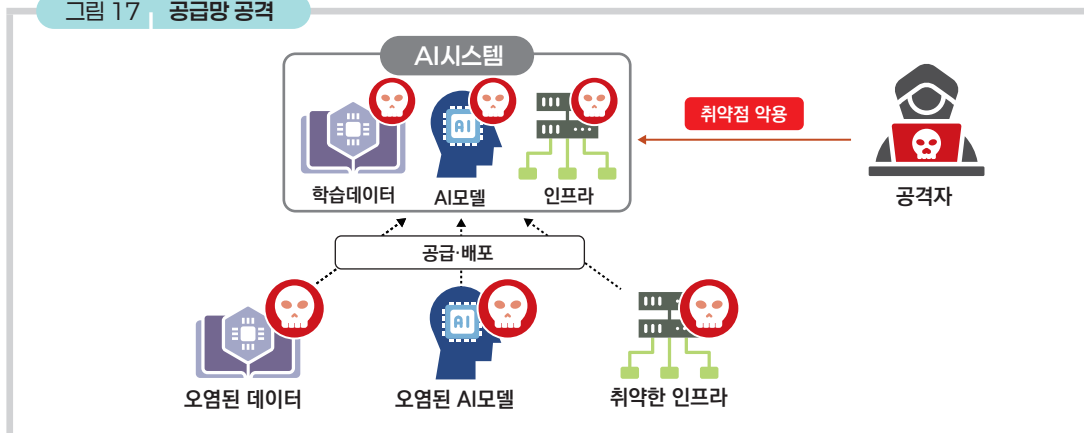 그림 17 공급망 공격
AI시스템
AI
학습데이터 AI모델 인프라
취약점 악용
공격자
공급·배포
AI
오염된 데이터 오염된 AI모델 취약한 인프라